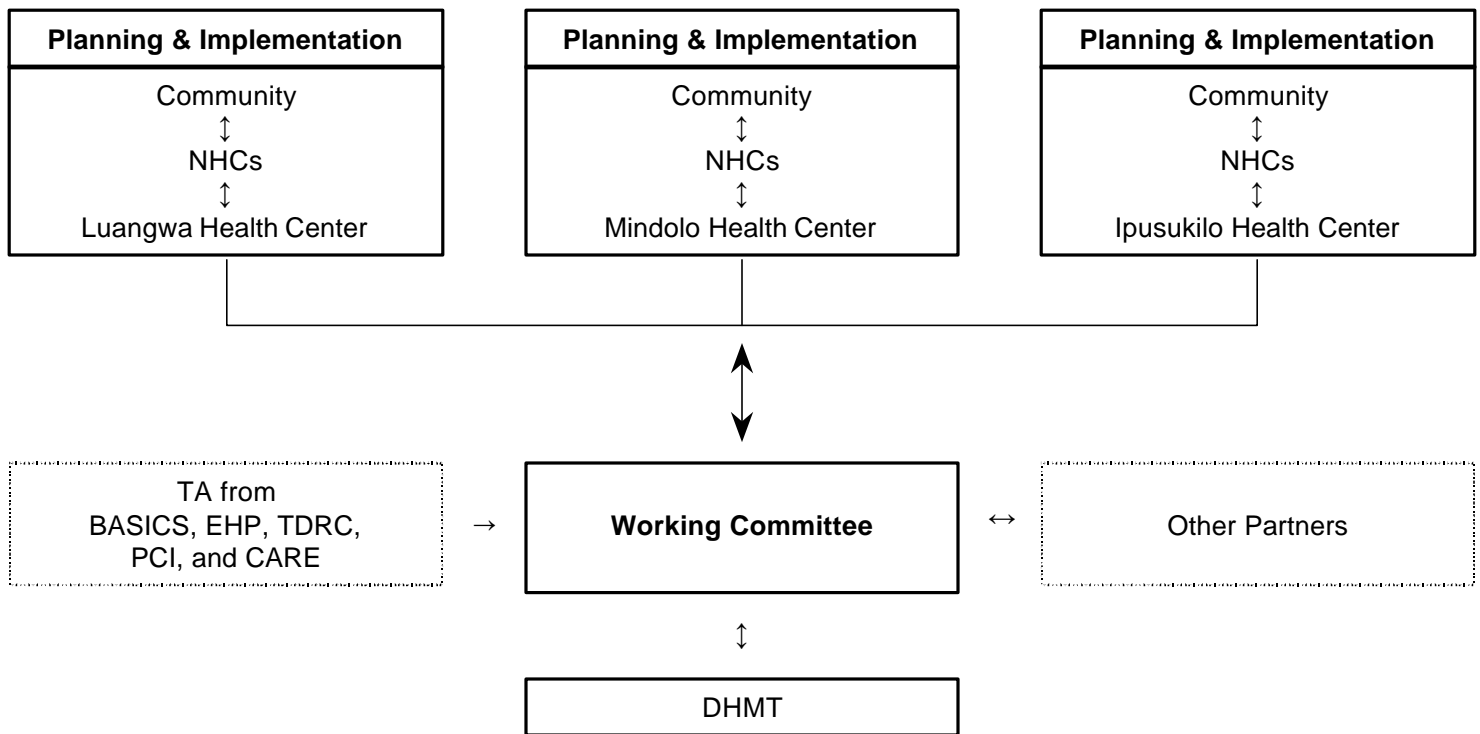 Planning & Implementation
Community
↕
NHCs
↕
Luangwa Health Center
Planning & Implementation
Community
↕
NHCs
↕
Mindolo Health Center
Planning & Implementation
Community
↕
NHCs
↕
Ipusukilo Health Center
TA from
BASICS, EHP, TDRC,
PCI, and CARE
→
Working Committee
↔
Other Partners
↕
DHMT